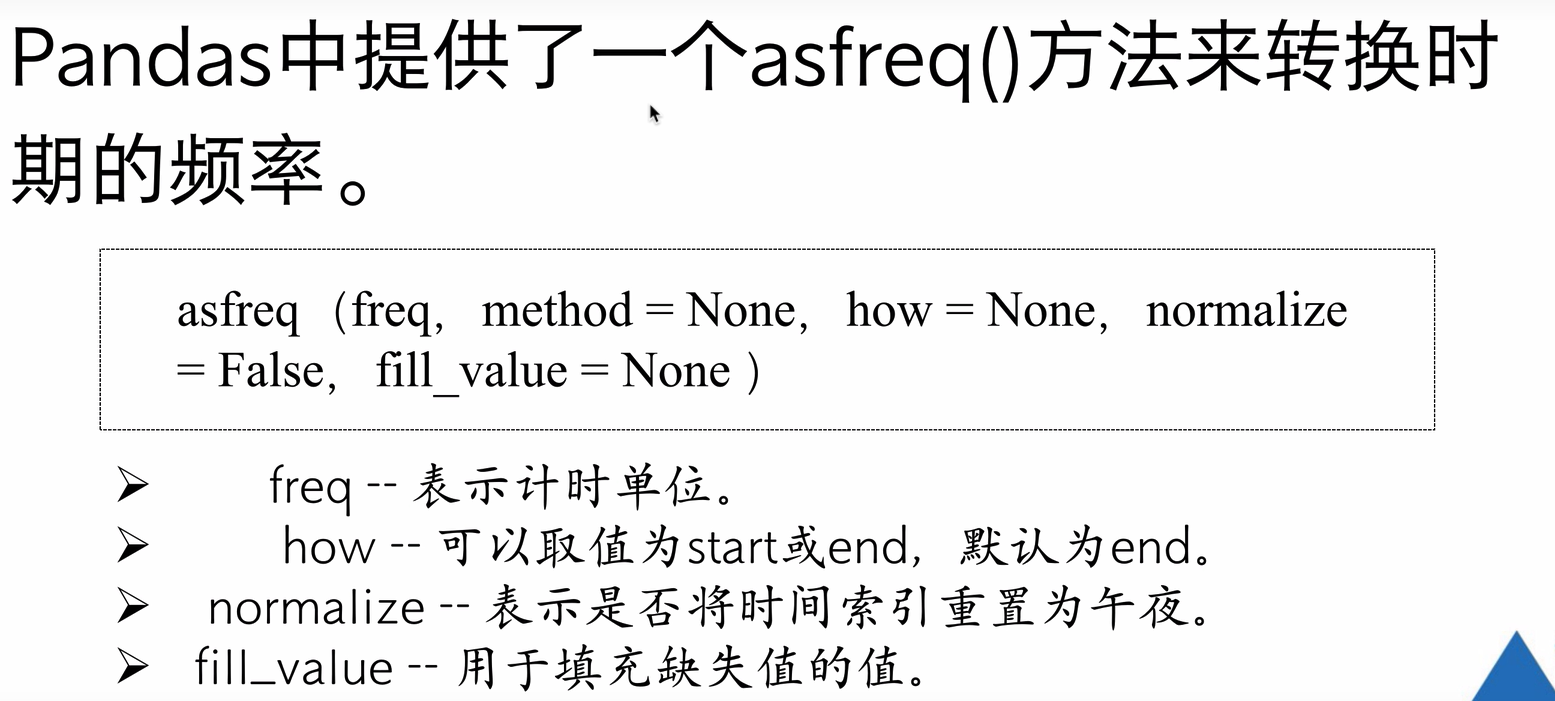 Pandas中提供了一个asfreq()方法来转换时
期的频率。
asfreq（freq，method = None，how = None，normalize
= False，fill_value = None ）
➢ freq -- 表示计时单位。
➢ how -- 可以取值为start或end，默认为end。
➢ normalize -- 表示是否将时间索引重置为午夜。
➢ fill_value -- 用于填充缺失值的值。